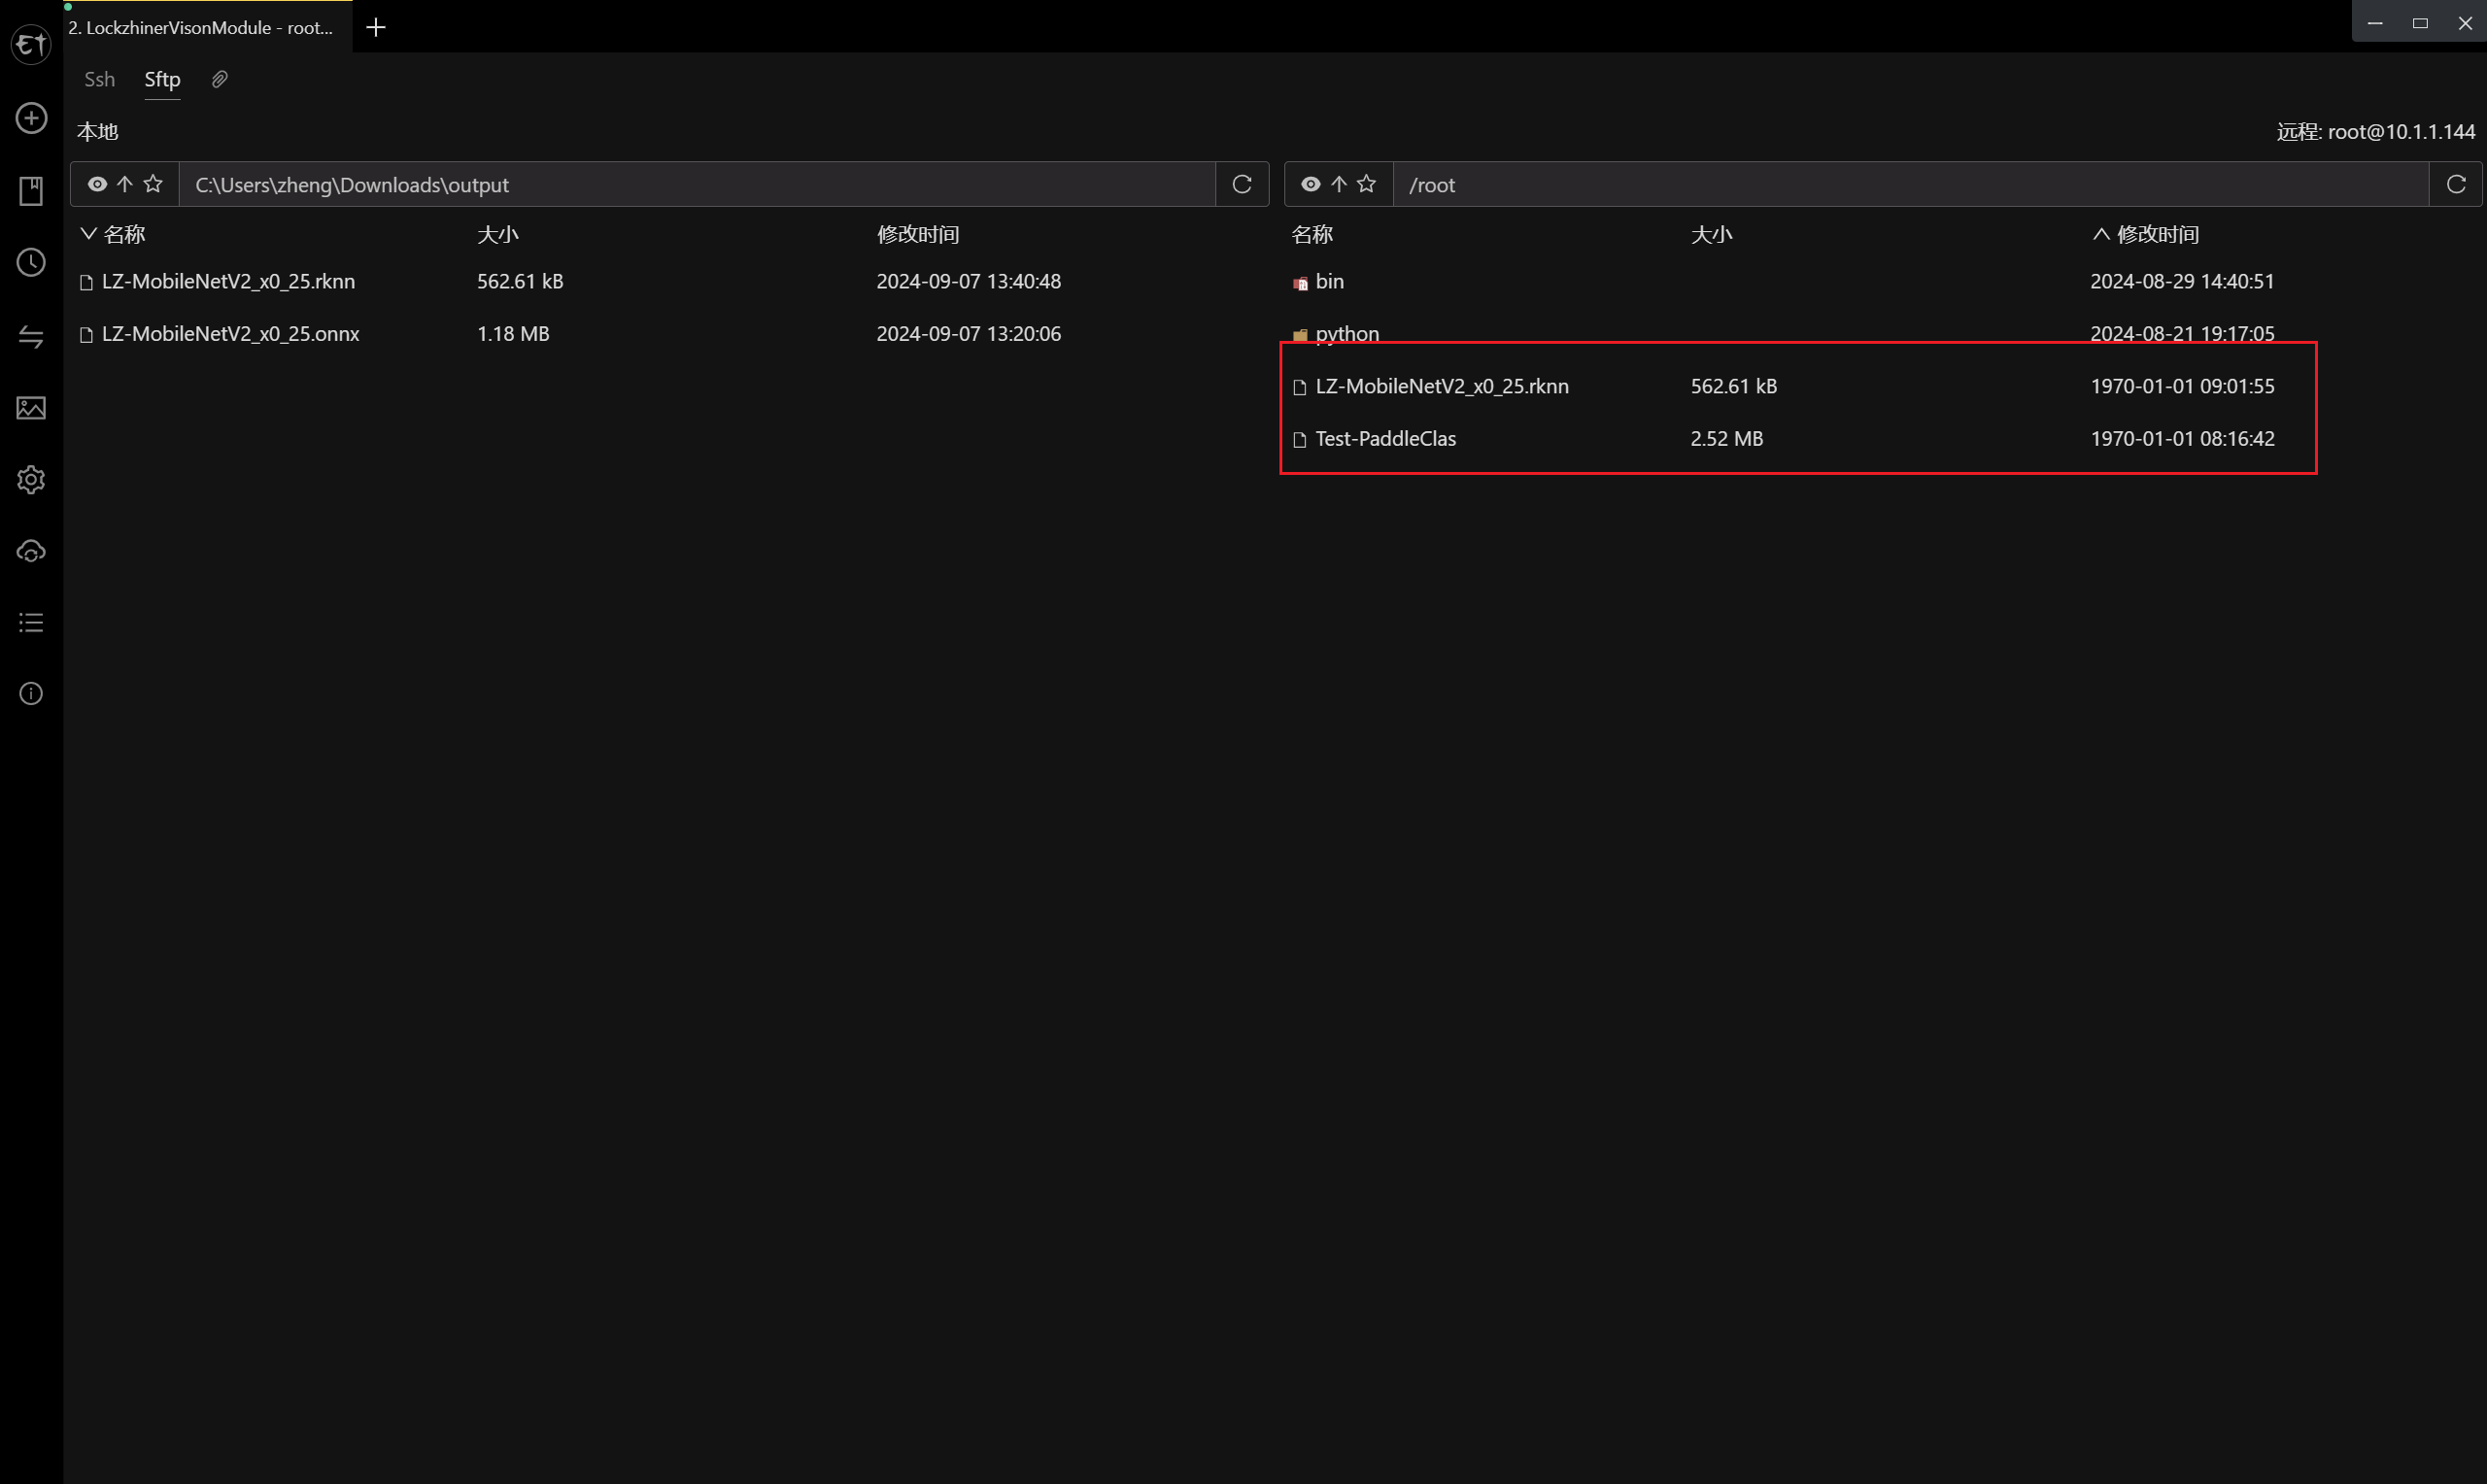 2. LockzhinerVisonModule - root...
Ssh Sftp
本地 远程: root@10.1.1.144
C:\Users\zheng\Downloads\output /root
名称 大小 修改时间 名称 大小 修改时间
LZ-MobileNetV2_x0_25.rknn 562.61 kB 2024-09-07 13:40:48 bin 2024-08-29 14:40:51
LZ-MobileNetV2_x0_25.onnx 1.18 MB 2024-09-07 13:20:06 python 2024-08-21 19:17:05
LZ-MobileNetV2_x0_25.rknn 562.61 kB 1970-01-01 09:01:55
Test-PaddleClas 2.52 MB 1970-01-01 08:16:42